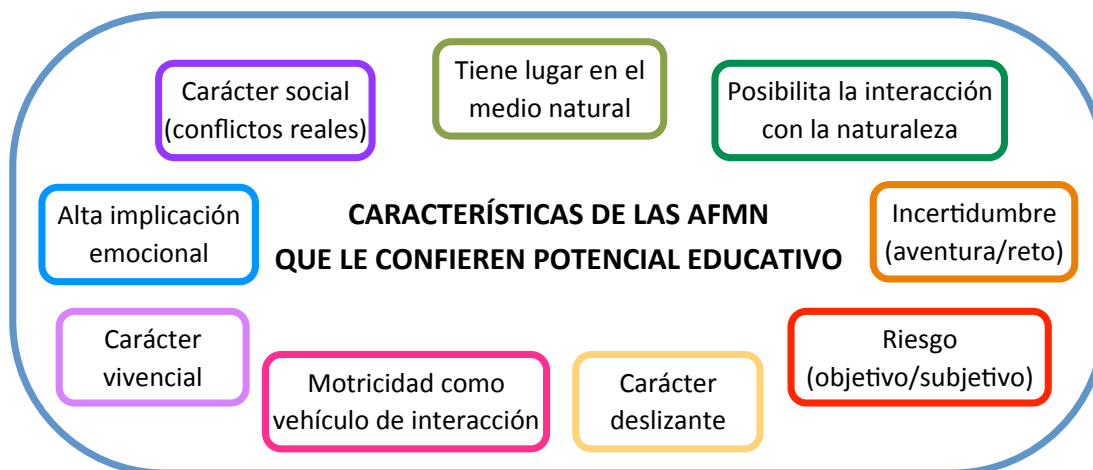 Carácter social
(conflictos reales)
Tiene lugar en el
medio natural
Posibilita la interacción
con la naturaleza
Alta implicación
emocional
CARACTERÍSTICAS DE LAS AFMN
QUE LE CONFIEREN POTENCIAL EDUCATIVO
Incertidumbre
(aventura/reto)
Carácter
vivencial
Motricidad como
vehículo de interacción
Carácter
deslizante
Riesgo
(objetivo/subjetivo)